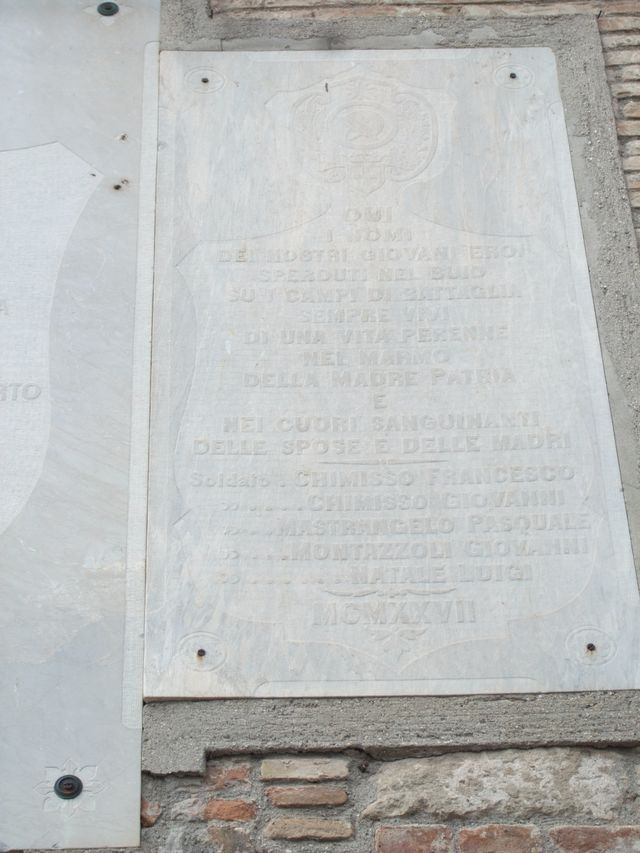 QUI
I NOMI
DEI NOSTRI GIOVANI EROI
SPERDUTI NEL BUIO
SU I CAMPI DI BATTAGLIA
SEMPRE VIVI
DI UNA VITA PERENNE
NEL MARMO
DELLA MADRE PATRIA
E
NEI CUORI SANGUINANTI
DELLE SPOSE E DELLE MADRI
Soldato : CHIMISSO FRANCESCO
» . . . . . CHIMISSO GIOVANNI
» . . . . MASTRANGELO PASQUALE
» . . . . MONTAZZOLI GIOVANNI
» . . . . . . . . NATALE LUIGI
MCMXXVII